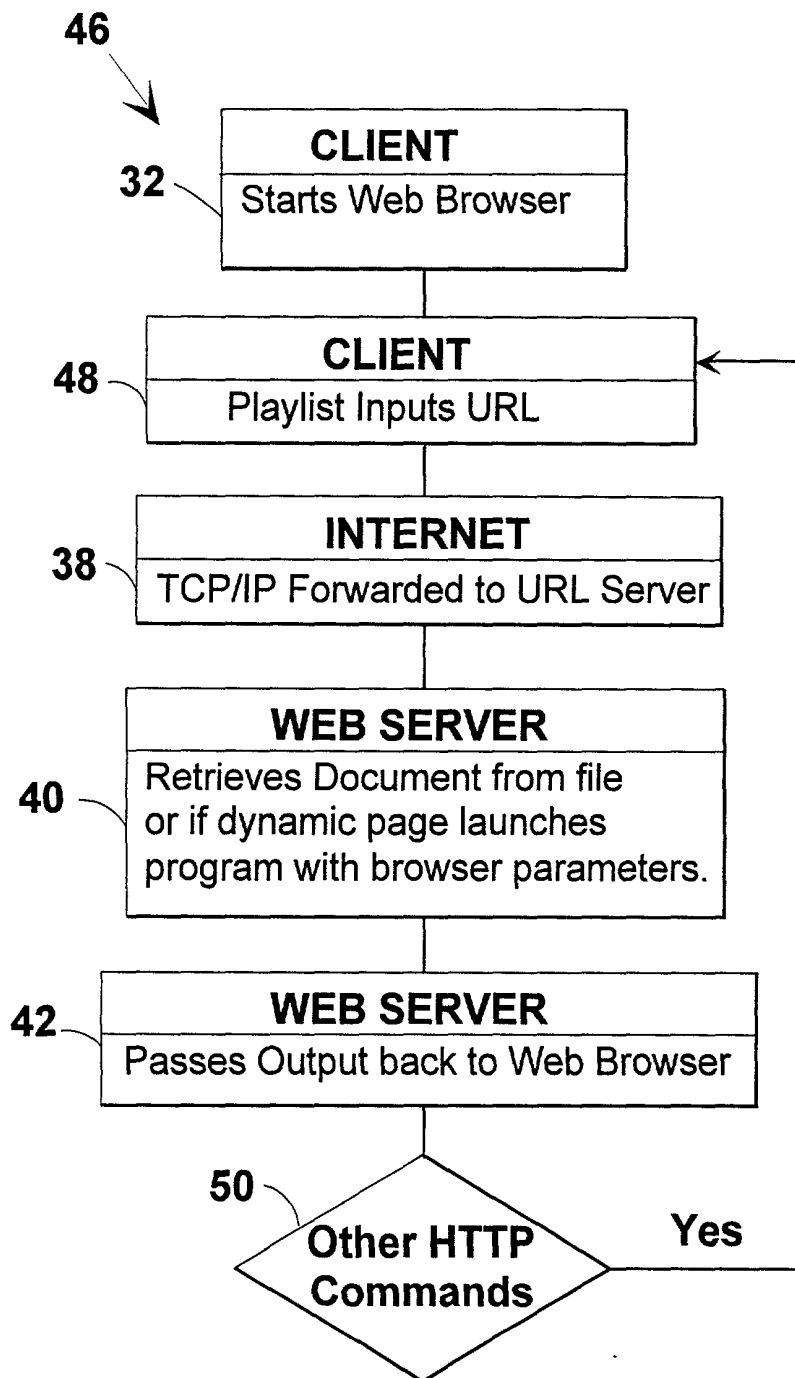 46
CLIENT
32
Starts Web Browser
CLIENT
48
Playlist Inputs URL
INTERNET
38
TCP/IP Forwarded to URL Server
WEB SERVER
Retrieves Document from file
40
or if dynamic page launches
program with browser parameters.
WEB SERVER
42
Passes Output back to Web Browser
50
Other HTTP
Commands
Yes